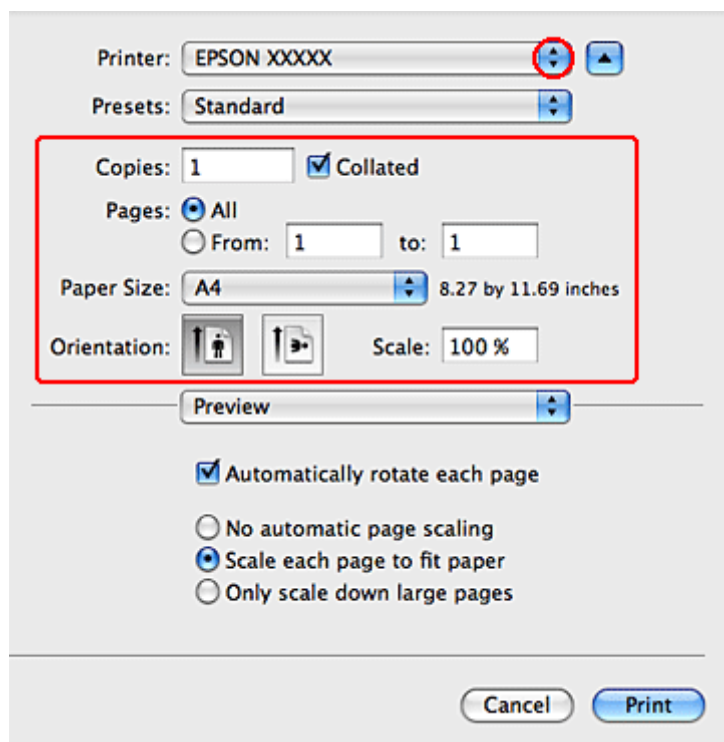 Printer: EPSON XXXXX
Presets: Standard
Copies: 1 Collated
Pages: All
From: 1 to: 1
Paper Size: A4 8.27 by 11.69 inches
Orientation: Scale: 100 %
Preview
Automatically rotate each page
No automatic page scaling
Scale each page to fit paper
Only scale down large pages
Cancel Print